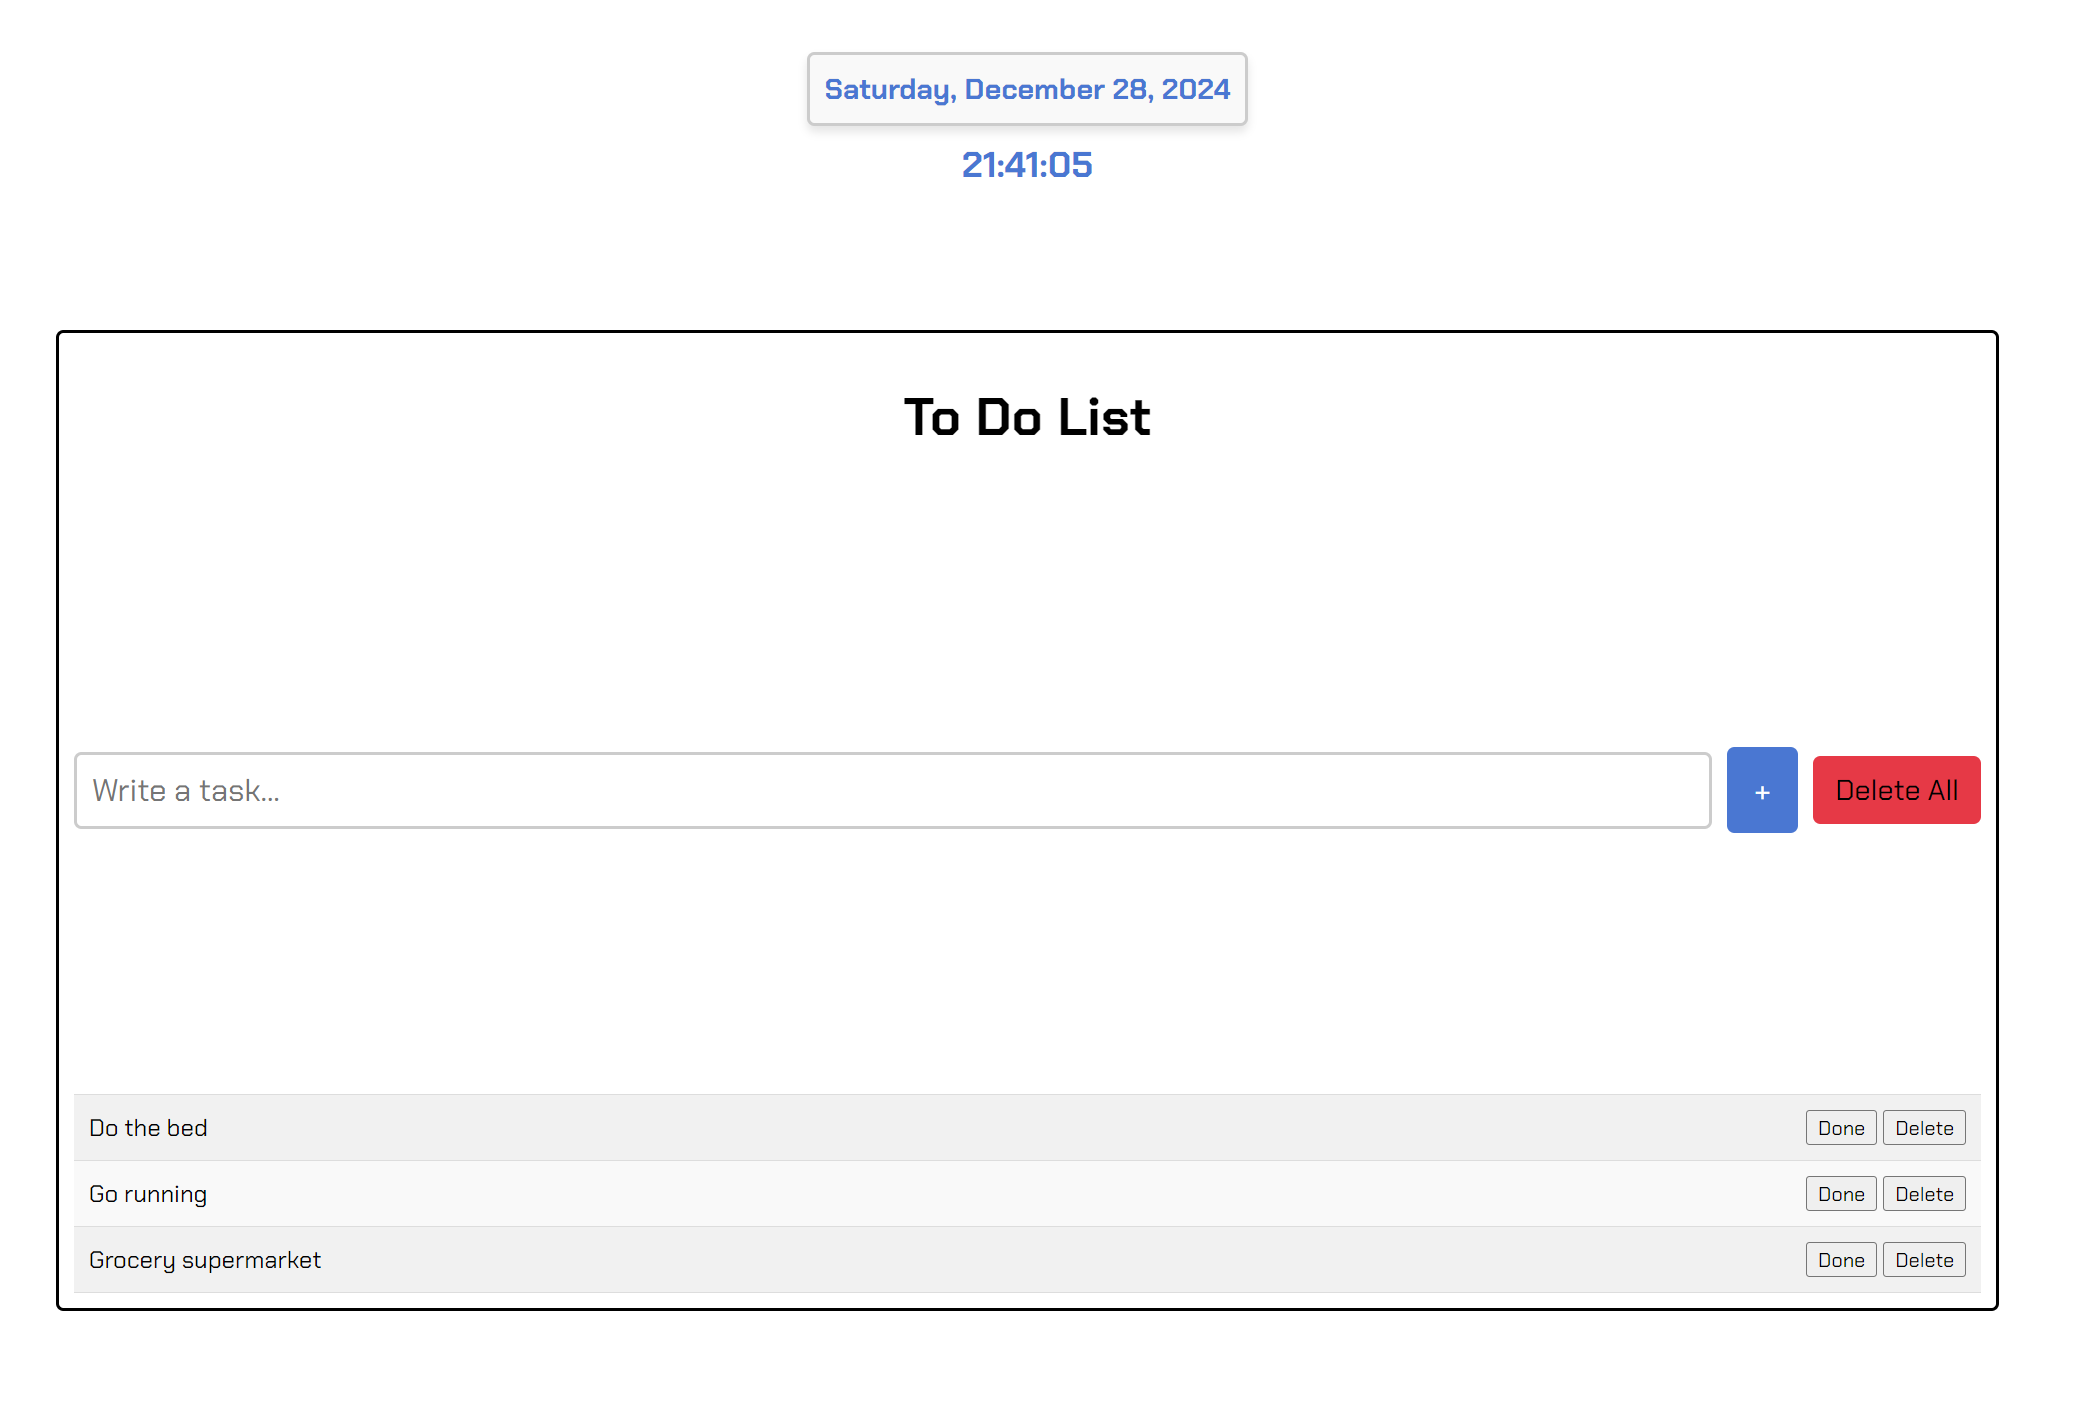 Saturday, December 28, 2024
21:41:05
To Do List
Write a task... + Delete All
Do the bed Done Delete
Go running Done Delete
Grocery supermarket Done Delete